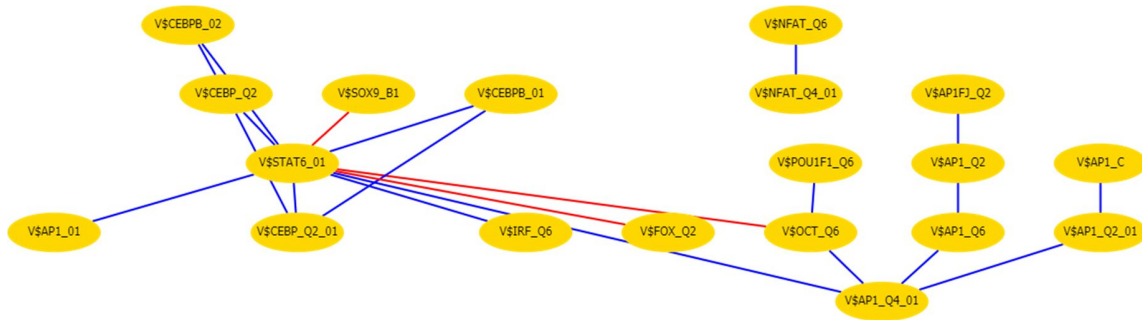 V$CEBPB_02
V$NFAT_Q6
V$CEBP_Q2
V$SOX9_B1
V$CEBPB_01
V$NFAT_Q4_01
V$AP1FJ_Q2
V$STAT6_01
V$POU1F1_Q6
V$AP1_Q2
V$AP1_C
V$AP1_01
V$CEBP_Q2_01
V$IRF_Q6
V$FOX_Q2
V$OCT_Q6
V$AP1_Q6
V$AP1_Q2_01
V$AP1_Q4_01